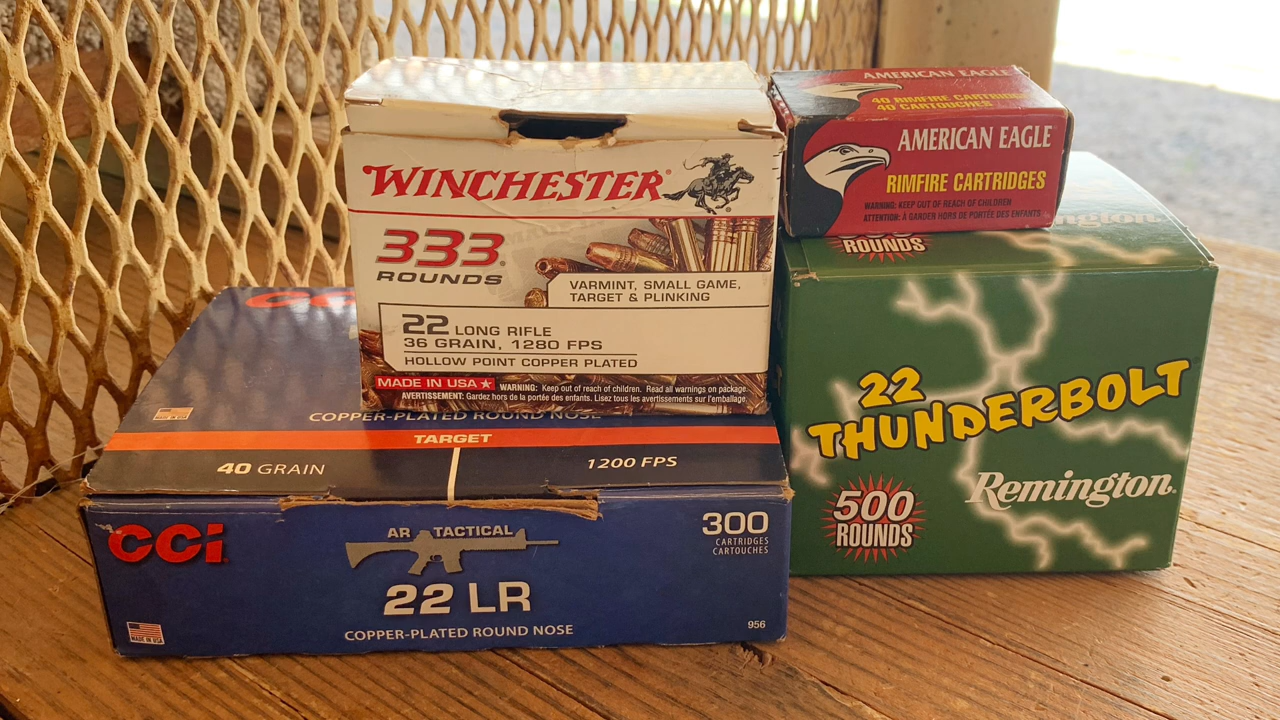 WINCHESTER
333
ROUNDS
VARMINT, SMALL GAME,
TARGET & PLINKING
22 LONG RIFLE
36 GRAIN, 1280 FPS
HOLLOW POINT COPPER PLATED
MADE IN USA
WARNING: Keep out of reach of children. Read all warnings on package.
AVERTISSEMENT: Gardez hors de la portée des enfants. Lisez tous les avertissements sur l'emballage.
AMERICAN EAGLE
40 RIMFIRE
40 CARTOUCHES
AMERICAN EAGLE
RIMFIRE CARTRIDGES
WARNING: KEEP OUT OF REACH OF CHILDREN
ATTENTION: À GARDER HORS DE PORTÉE DES ENFANTS
ROUNDS
22
THUNDERBOLT
Remington
500
ROUNDS
COPPER-PLATED ROUND NOSE
TARGET
40 GRAIN
1200 FPS
CCI
AR TACTICAL
22 LR
COPPER-PLATED ROUND NOSE
300
CARTRIDGES
CARTOUCHES
MADE IN USA
956